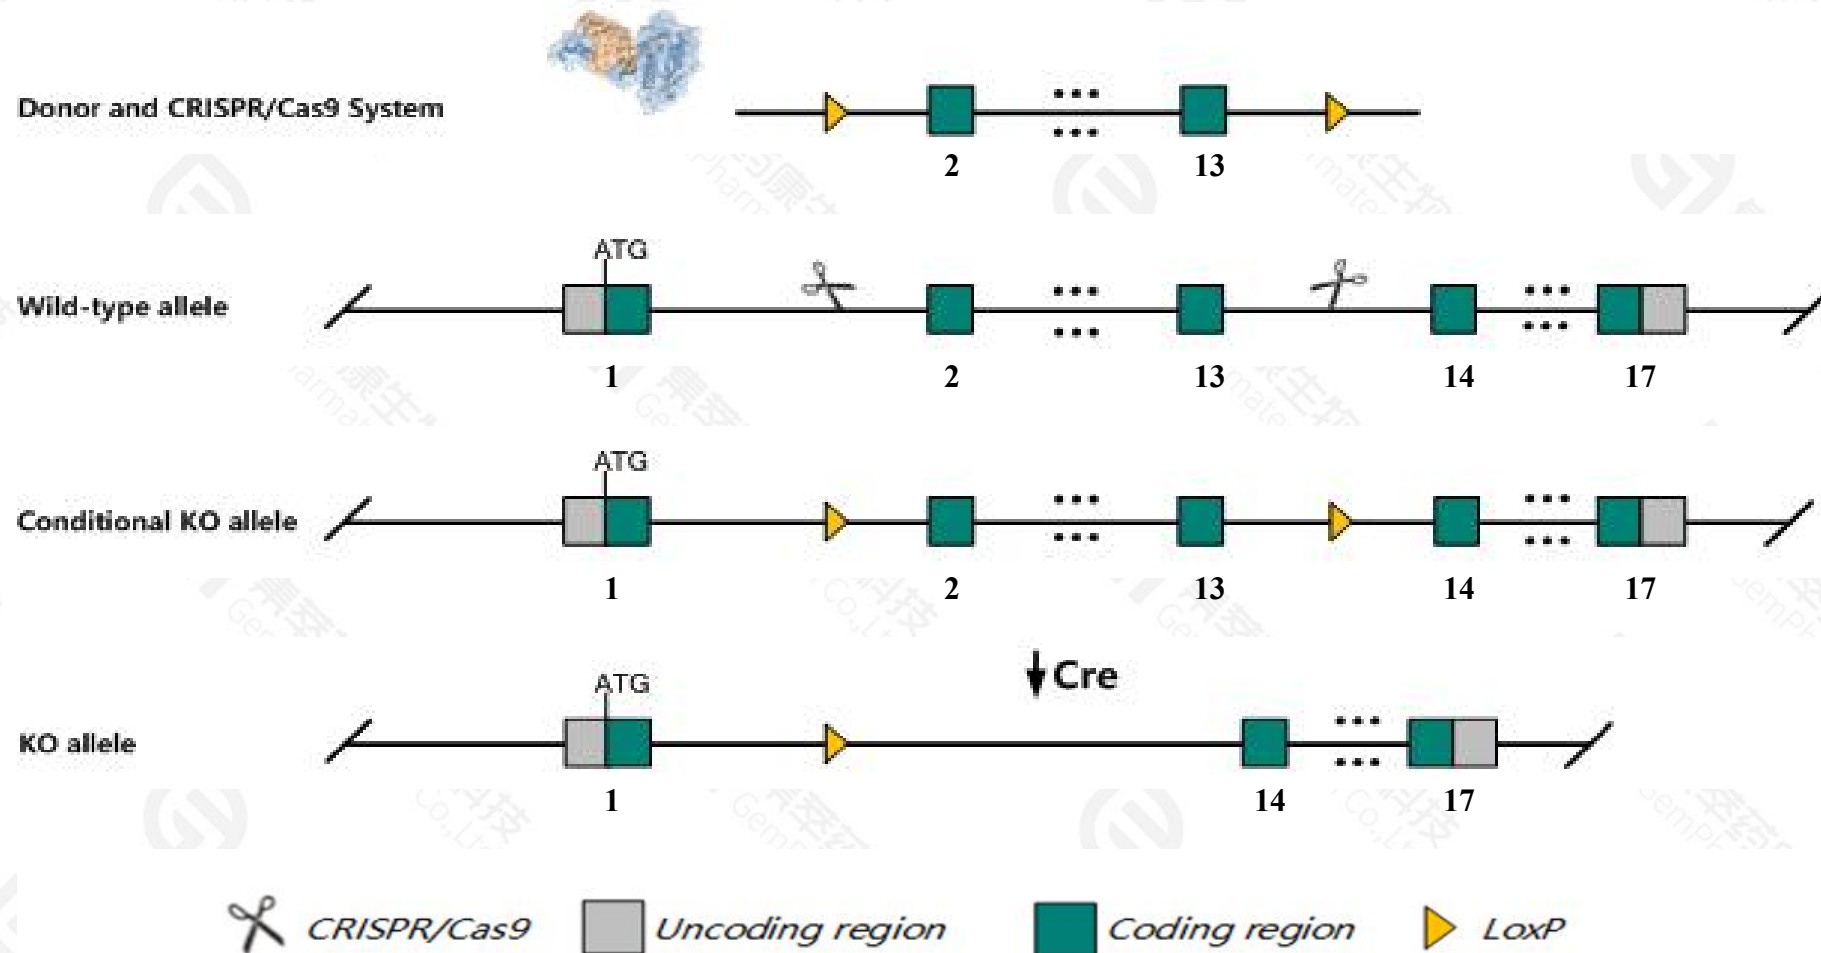 Donor and CRISPR/Cas9 System
2 13
ATG
Wild-type allele
1 2 13 14 17
ATG
Conditional KO allele
1 2 13 14 17
Cre
ATG
KO allele
1 14 17
CRISPR/Cas9 Uncoding region Coding region LoxP